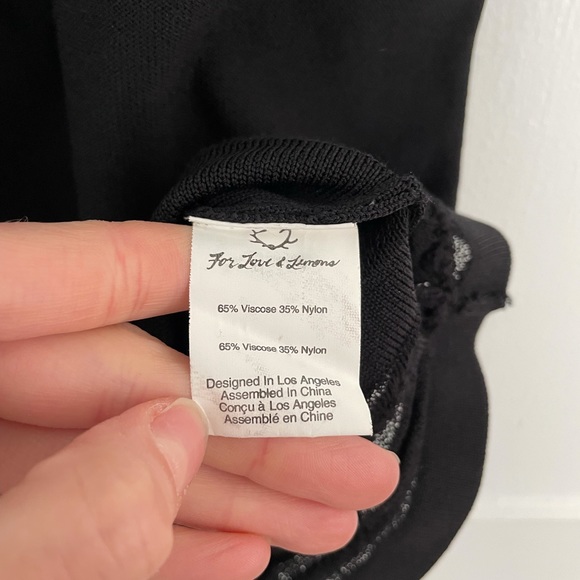 For Love & Lemons
65% Viscose 35% Nylon
65% Viscose 35% Nylon
Designed In Los Angeles
Assembled in China
Conçu à Los Angeles
Assemblé en Chine